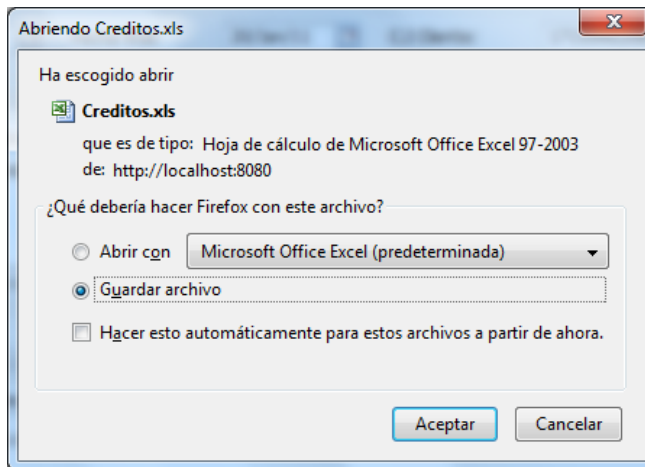 Abriendo Creditos.xls
Ha escogido abrir
Creditos.xls
que es de tipo: Hoja de cálculo de Microsoft Office Excel 97-2003
de: http://localhost:8080
¿Qué debería hacer Firefox con este archivo?
Abrir con Microsoft Office Excel (predeterminada)
Guardar archivo
Hacer esto automáticamente para estos archivos a partir de ahora.
Aceptar Cancelar